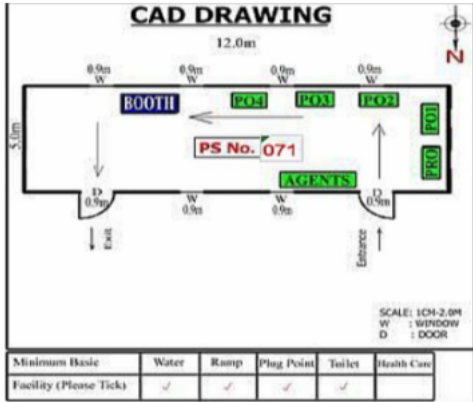 CAD DRAWING
12.0m
N
0.9m 0.9m 0.9m 0.9m
W W W W
BOOTH PO4 PO3 PO2
PO1
5.0m
PS No. 071
PRO
AGENTS
D W W D
0.9m 0.9m 0.9m 0.9m
Exit
Entrance
SCALE: 1CM-2.0M
W : WINDOW
D : DOOR
Minimum Basic Water Ramp Plug Point Toilet Health Care
Facility (Please Tick) ✓ ✓ ✓ ✓